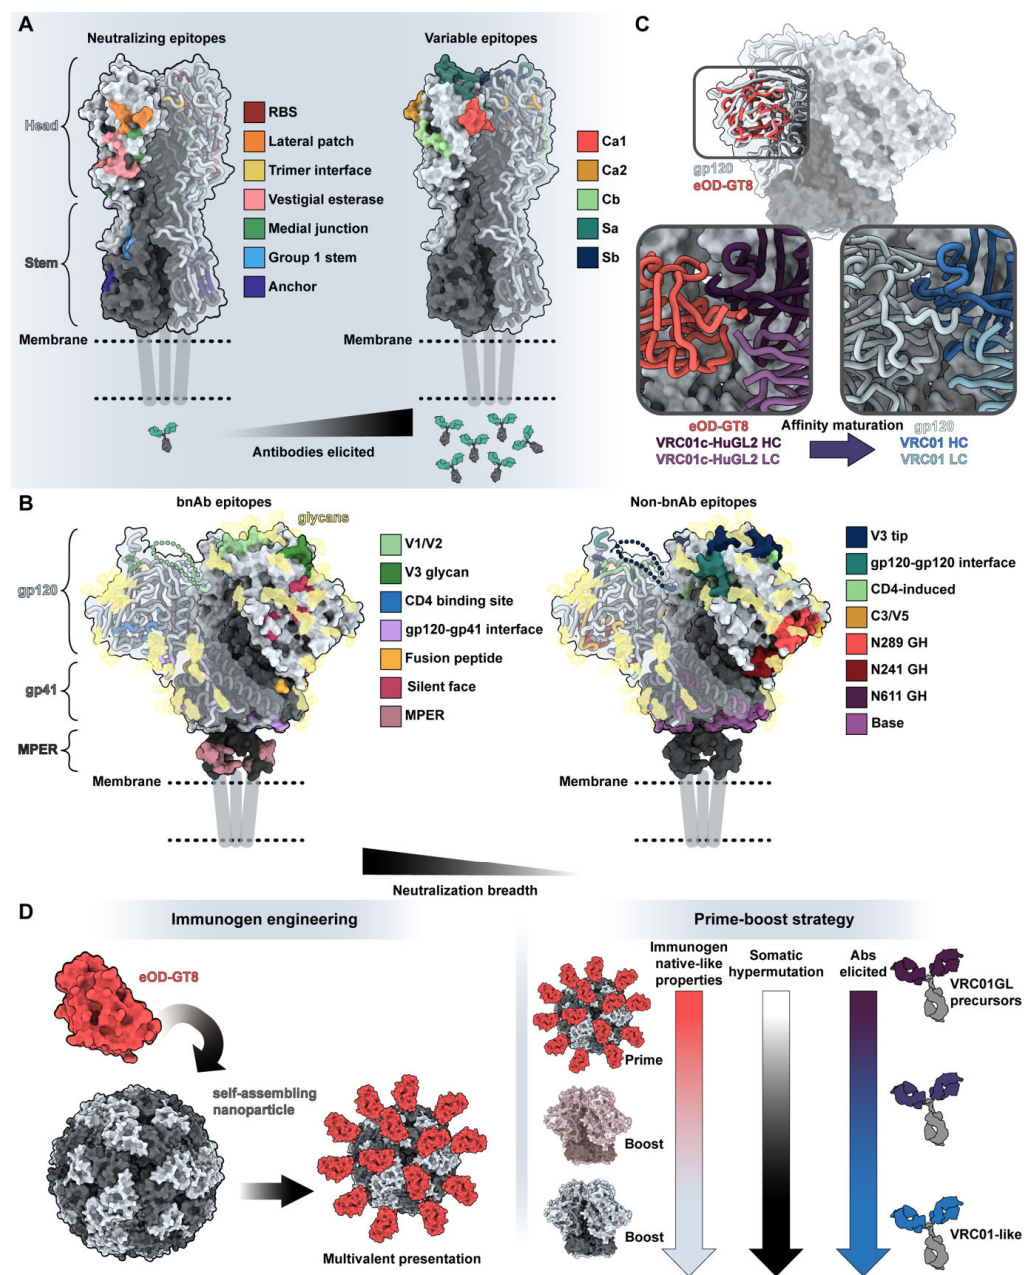 A
Neutralizing epitopes
Variable epitopes
Head
Stem
RBS
Lateral patch
Trimer interface
Vestigial esterase
Medial junction
Group 1 stem
Anchor
Ca1
Ca2
Cb
Sa
Sb
Membrane
Membrane
Antibodies elicited
C
gp120
eOD-GT8
eOD-GT8
VRC01c-HuGL2 HC
VRC01c-HuGL2 LC
Affinity maturation
gp120
VRC01 HC
VRC01 LC
B
bnAb epitopes
glycans
Non-bnAb epitopes
gp120
gp41
MPER
V1/V2
V3 glycan
CD4 binding site
gp120-gp41 interface
Fusion peptide
Silent face
MPER
V3 tip
gp120-gp120 interface
CD4-induced
C3/V5
N289 GH
N241 GH
N611 GH
Base
Membrane
Membrane
Neutralization breadth
D
Immunogen engineering
eOD-GT8
self-assembling
nanoparticle
Multivalent presentation
Prime-boost strategy
Immunogen
native-like
properties
Somatic
hypermutation
Abs
elicited
VRC01GL
precursors
Prime
Boost
Boost
VRC01-like